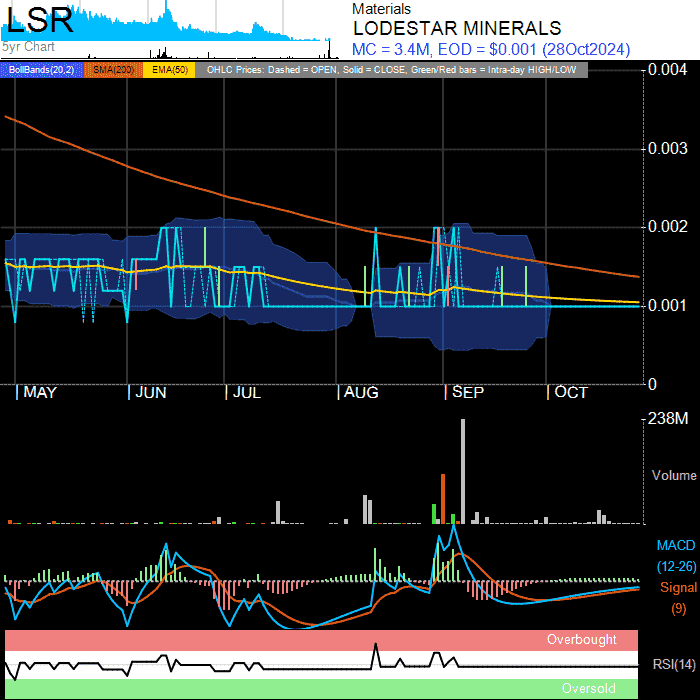 LSR
5yr Chart
Materials
LODESTAR MINERALS
MC = 3.4M, EOD = $0.001 (28Oct2024)
BollBands(20,2) SMA(200) EMA(50) OHLC Prices: Dashed = OPEN, Solid = CLOSE, Green/Red bars = Intra-day HIGH/LOW
0.004
0.003
0.002
0.001
0
MAY JUN JUL AUG SEP OCT
238M
Volume
MACD
(12-26)
Signal
(9)
Overbought
RSI(14)
Oversold